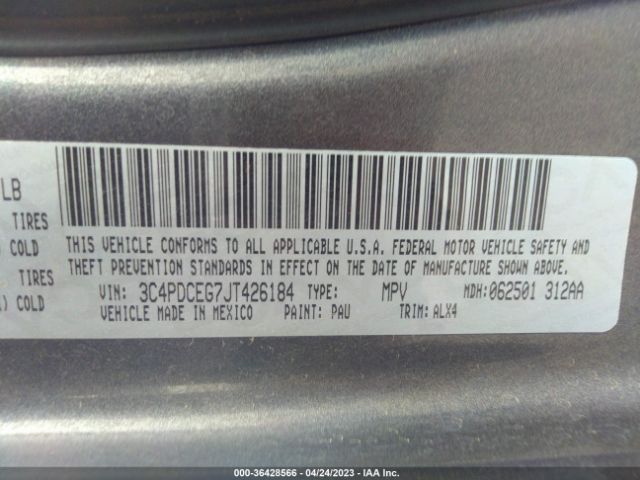 LB
TIRES
) COLD
TIRES
) COLD
THIS VEHICLE CONFORMS TO ALL APPLICABLE U.S.A. FEDERAL MOTOR VEHICLE SAFETY AND
THEFT PREVENTION STANDARDS IN EFFECT ON THE DATE OF MANUFACTURE SHOWN ABOVE.
VIN: 3C4PDCEG7JT426184 TYPE: MPV MDH: 062501 312AA
VEHICLE MADE IN MEXICO PAINT: PAU TRIM: ALX4
000-36428566 - 04/24/2023 - IAA Inc.